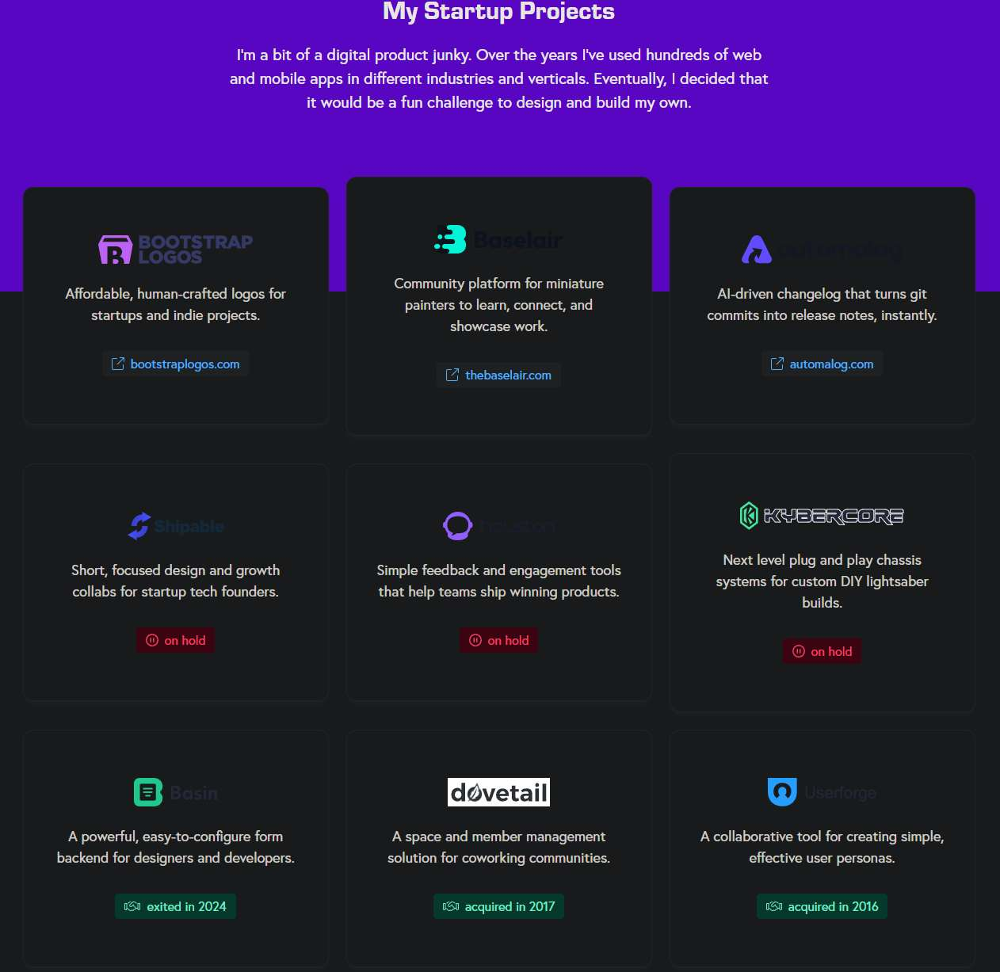 My Startup Projects
I'm a bit of a digital product junky. Over the years I've used hundreds of web
and mobile apps in different industries and verticals. Eventually, I decided that
it would be a fun challenge to design and build my own.
BOOTSTRAP
LOGOS
Affordable, human-crafted logos for
startups and indie projects.
bootstraplogos.com
Baselair
Community platform for miniature
painters to learn, connect, and
showcase work.
thebaselair.com
automalog
AI-driven changelog that turns git
commits into release notes, instantly.
automalog.com
Shipable
Short, focused design and growth
collabs for startup tech founders.
on hold
houston
Simple feedback and engagement tools
that help teams ship winning products.
on hold
KYBERCORE
Next level plug and play chassis
systems for custom DIY lightsaber
builds.
on hold
Basin
A powerful, easy-to-configure form
backend for designers and developers.
exited in 2024
dovetail
A space and member management
solution for coworking communities.
acquired in 2017
Userforge
A collaborative tool for creating simple,
effective user personas.
acquired in 2016